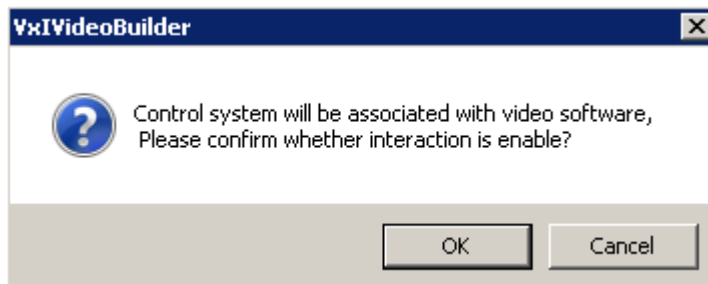 VxIVideoBuilder
Control system will be associated with video software,
Please confirm whether interaction is enable?
OK
Cancel